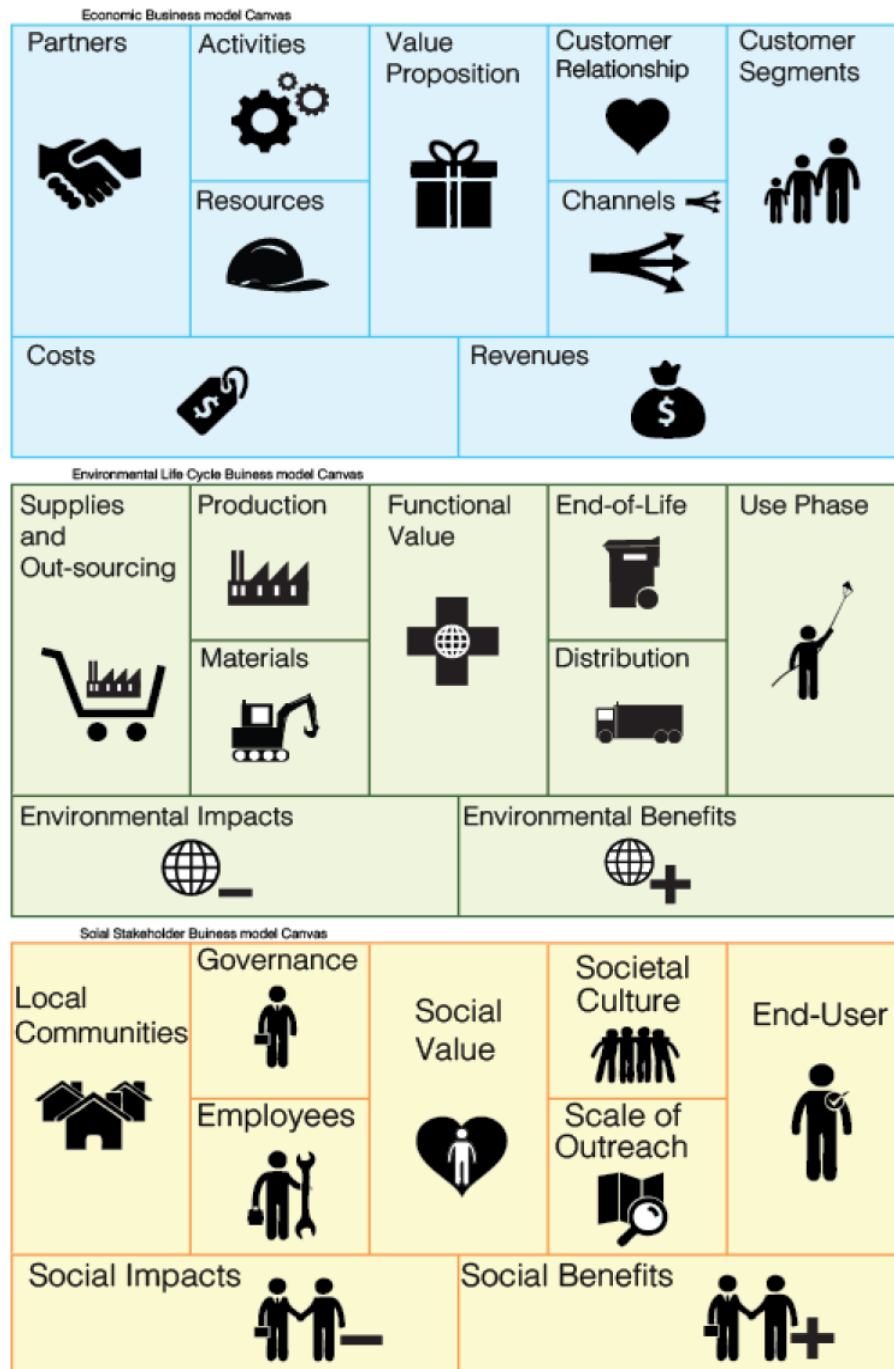 Economic Business model Canvas
Partners
Activities
Value
Proposition
Customer
Relationship
Customer
Segments
Resources
Channels
Costs
$
Revenues
$
Environmental Life Cycle Buiness model Canvas
Supplies
and
Out-sourcing
Production
Functional
Value
End-of-Life
Use Phase
Materials
Distribution
Environmental Impacts
Environmental Benefits
Soial Stakeholder Buiness model Canvas
Local
Communities
Governance
Social
Value
Societal
Culture
End-User
Employees
Scale of
Outreach
Social Impacts
Social Benefits